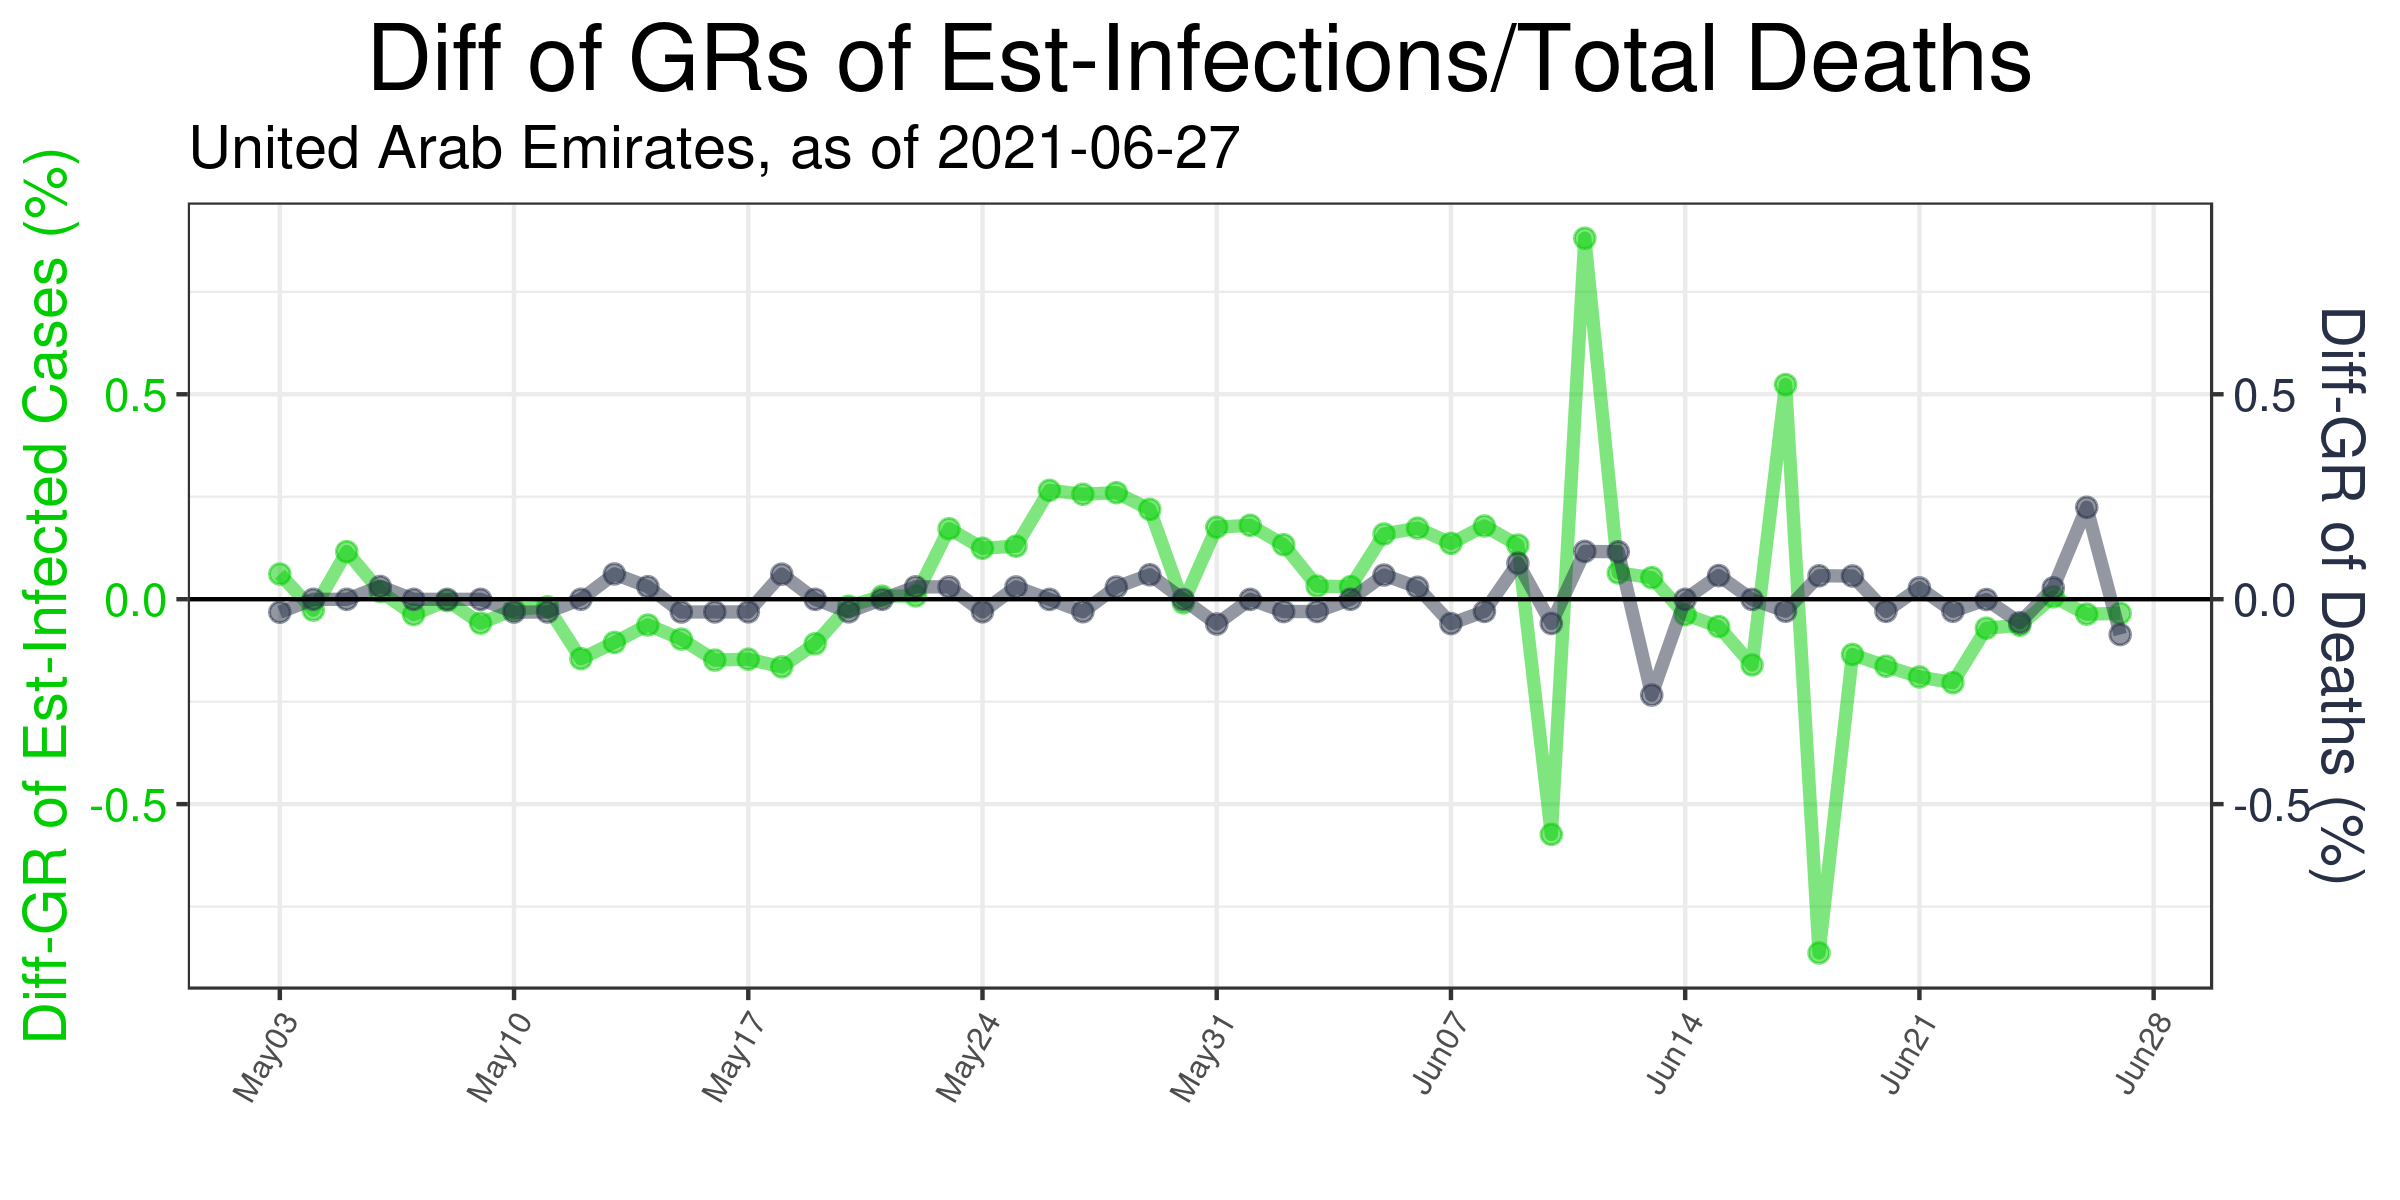 Diff of GRs of Est-Infections/Total Deaths
United Arab Emirates, as of 2021-06-27
Diff-GR of Est-Infected Cases (%)
0.5
0.0
-0.5
0.5
0.0
-0.5
Diff-GR of Deaths (%)
May03
May10
May17
May24
May31
Jun07
Jun14
Jun21
Jun28